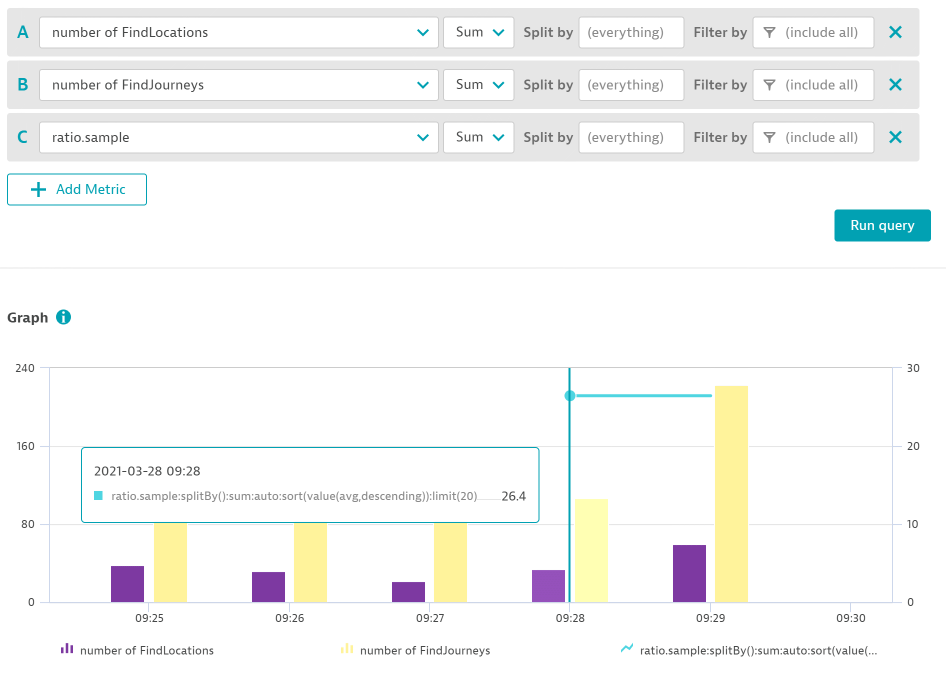 A number of FindLocations Sum Split by (everything) Filter by (include all)
B number of FindJourneys Sum Split by (everything) Filter by (include all)
C ratio.sample Sum Split by (everything) Filter by (include all)
Add Metric
Run query
Graph
240 30
160 20
2021-03-28 09:28
ratio.sample:splitBy():sum:auto:sort(value(avg,descending)):limit(20) 26.4
80 10
0 0
09:25 09:26 09:27 09:28 09:29 09:30
number of FindLocations number of FindJourneys ratio.sample:splitBy():sum:auto:sort(value(...